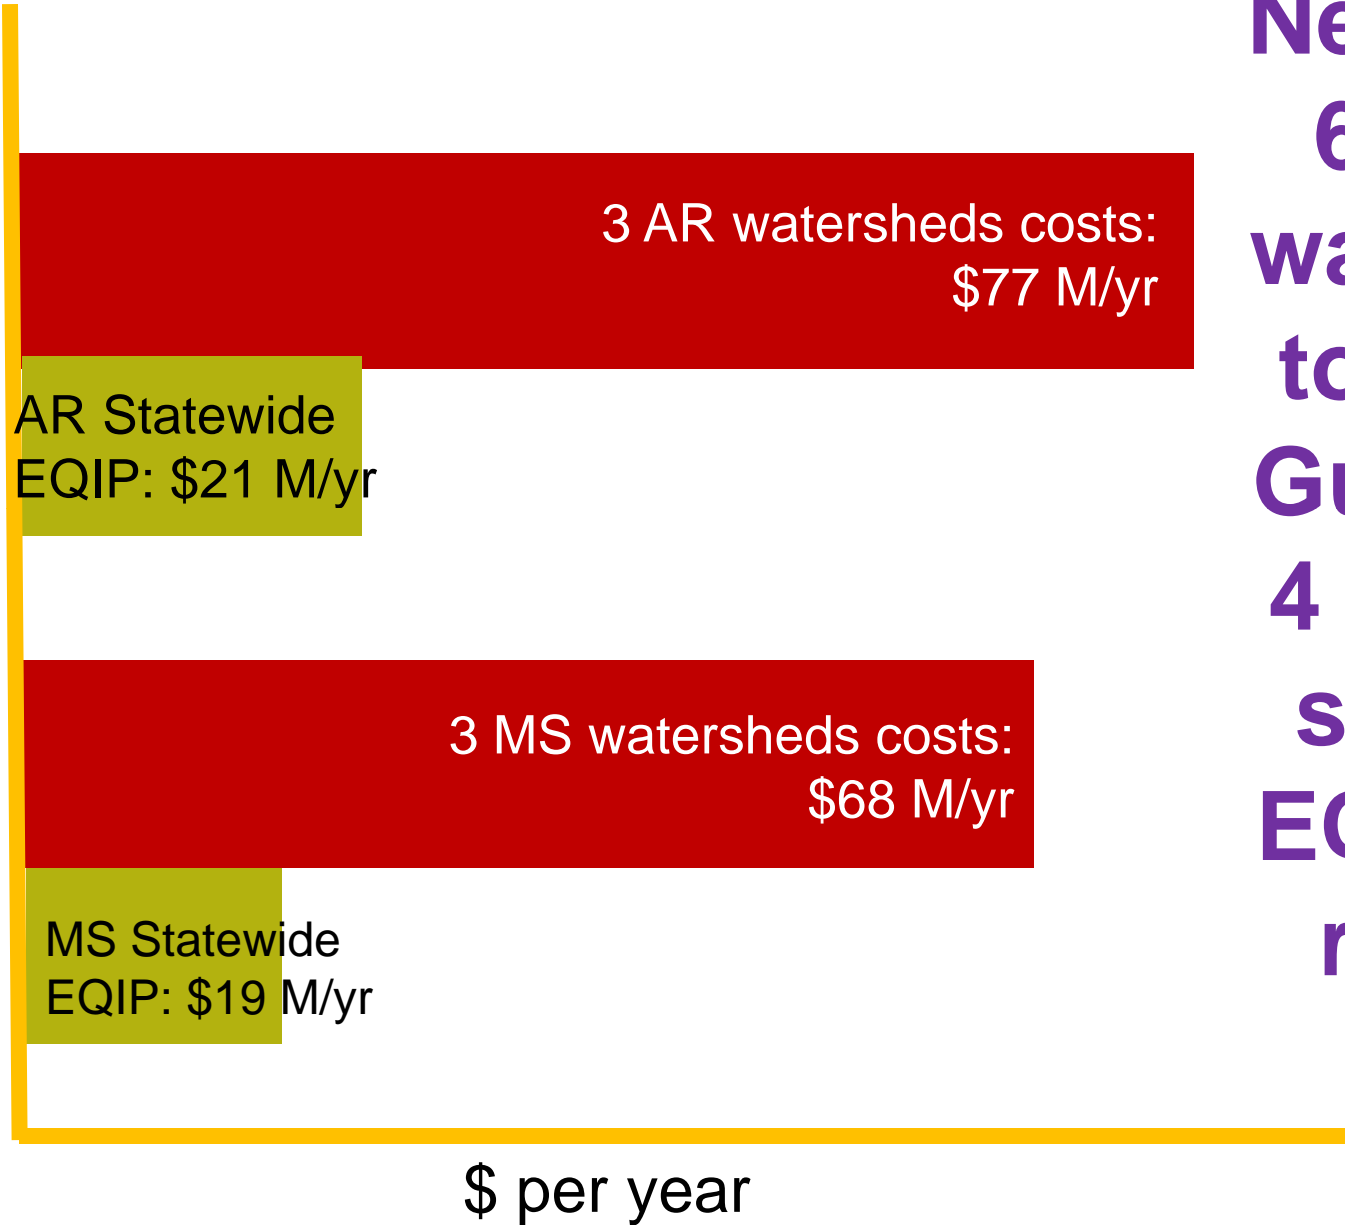 3 AR watersheds costs:
$77 M/yr
AR Statewide
EQIP: $21 M/yr
3 MS watersheds costs:
$68 M/yr
MS Statewide
EQIP: $19 M/yr
$ per year
4